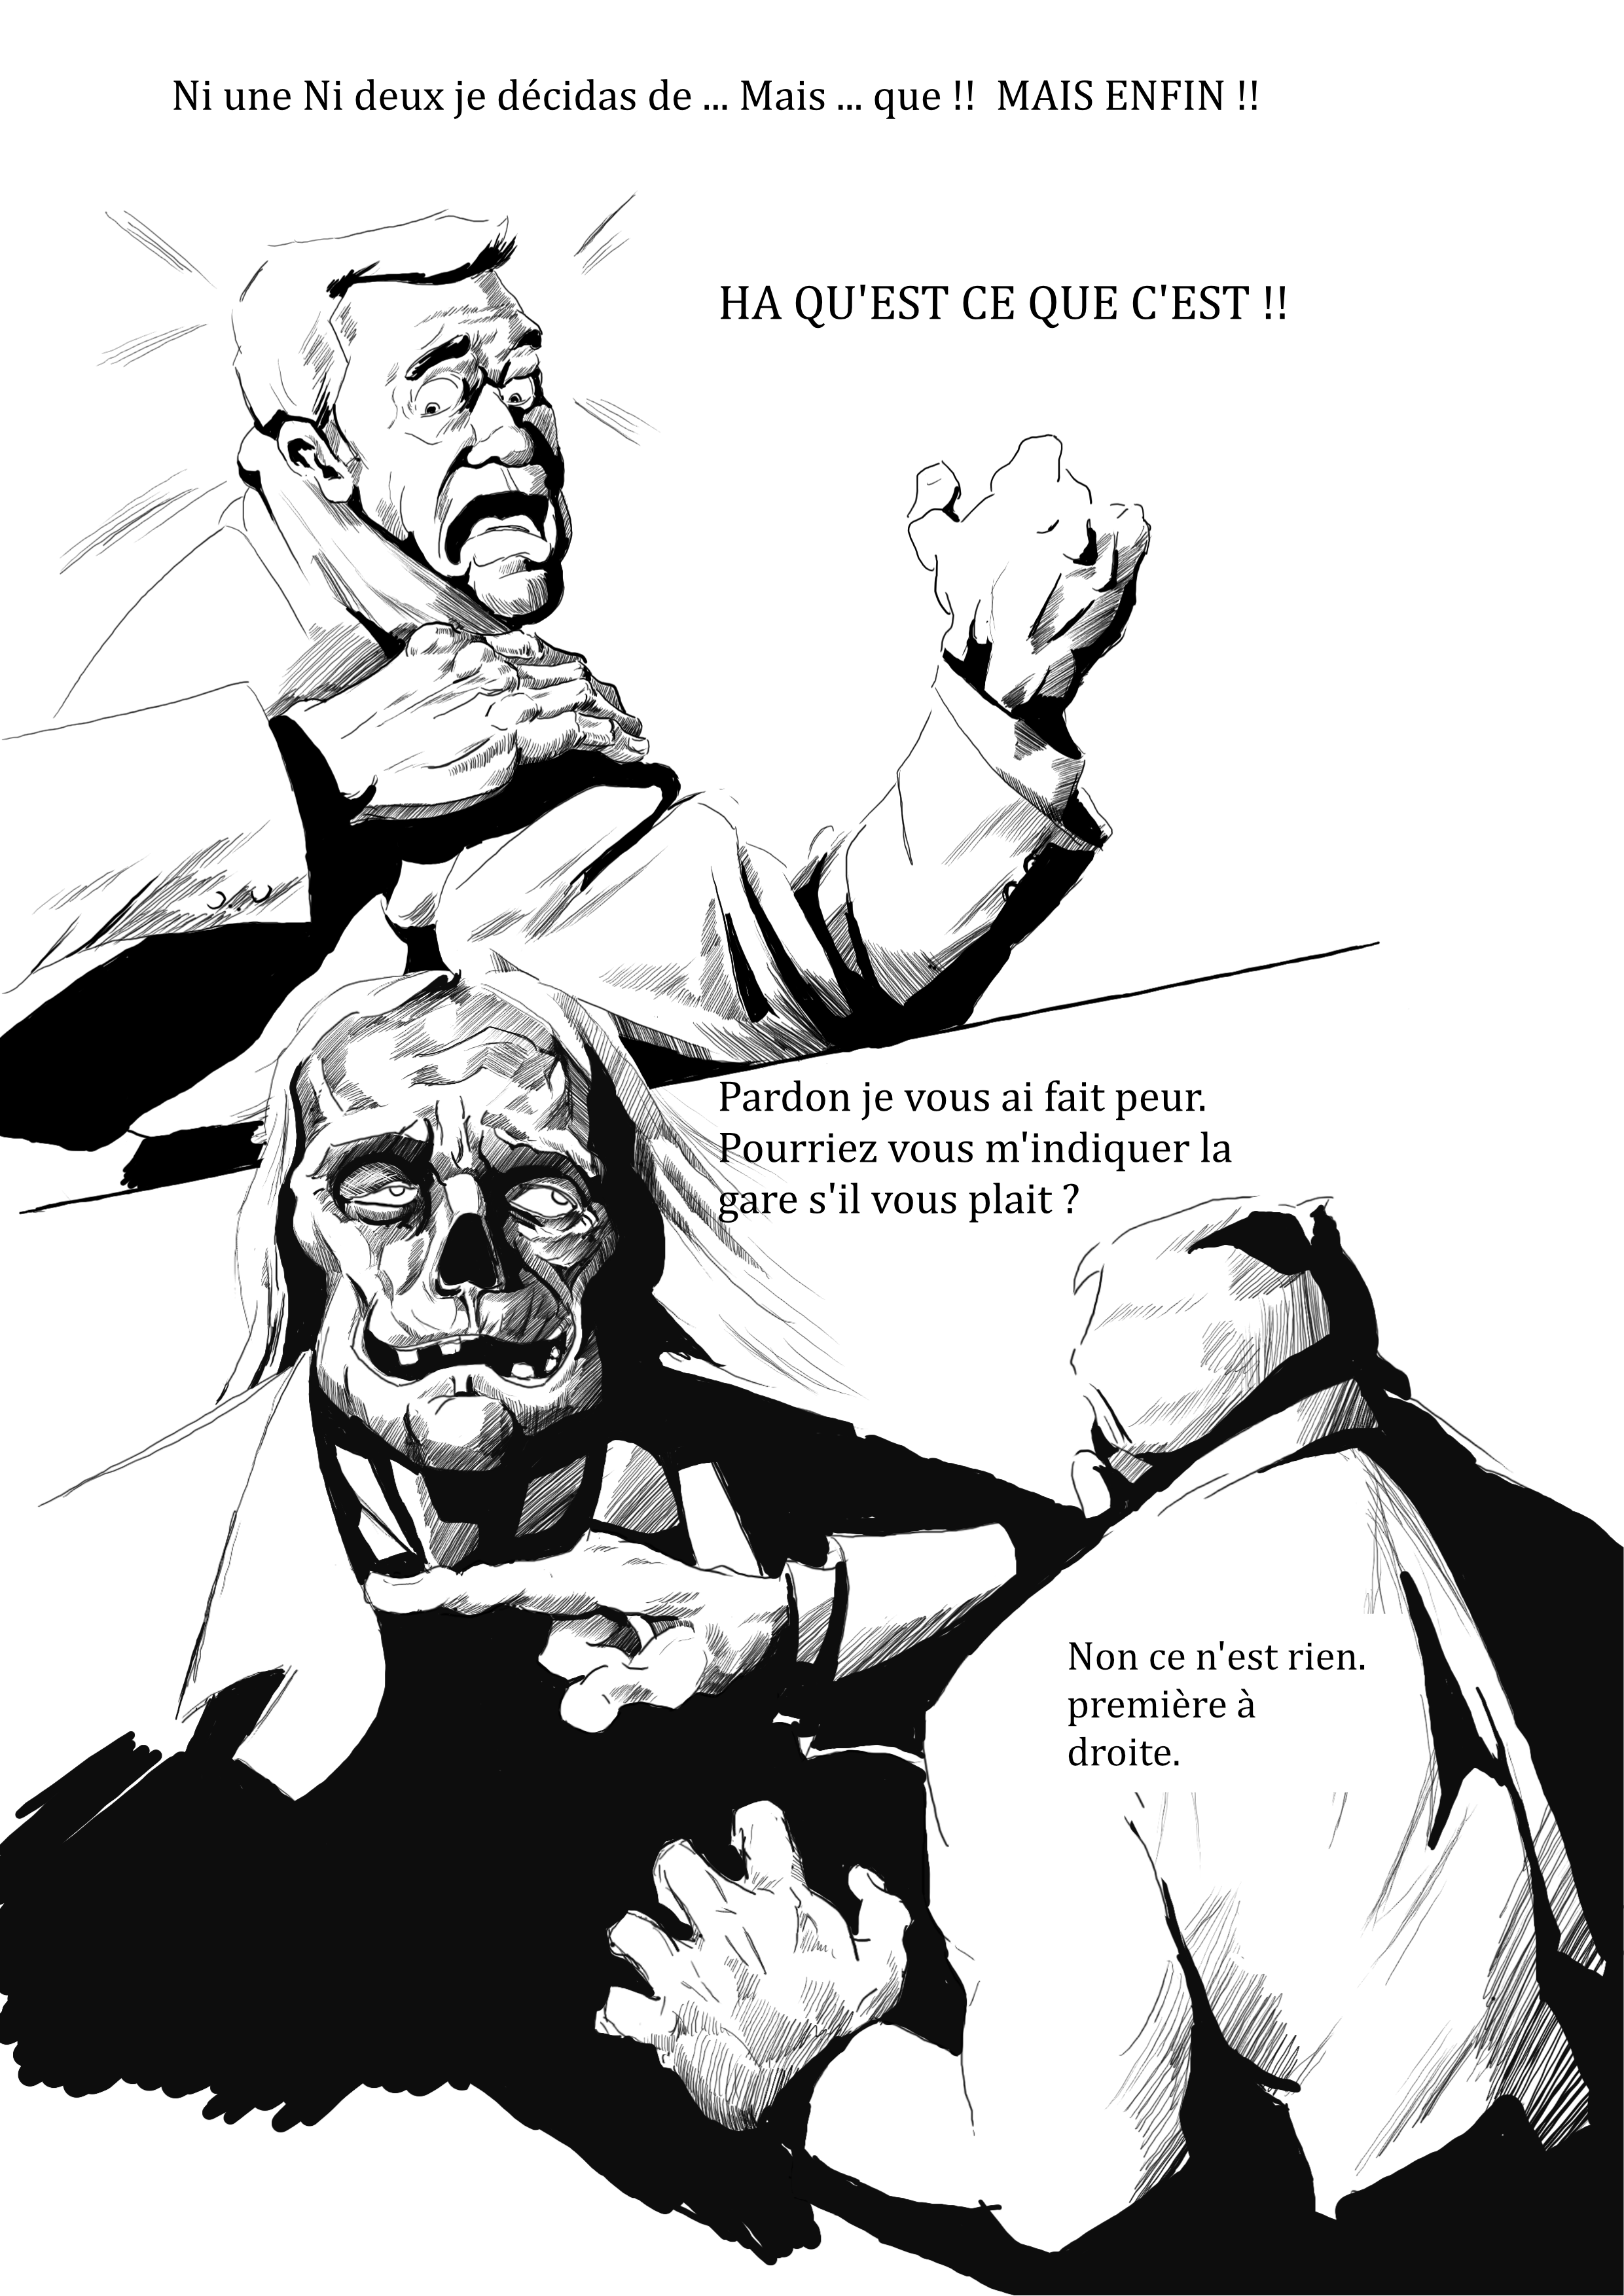 Ni une Ni deux je décidas de ... Mais ... que !!  MAIS ENFIN !!
HA QU'EST CE QUE C'EST !!
Pardon je vous ai fait peur.
Pourriez vous m'indiquer la
gare s'il vous plait ?
Non ce n'est rien.
première à
droite.